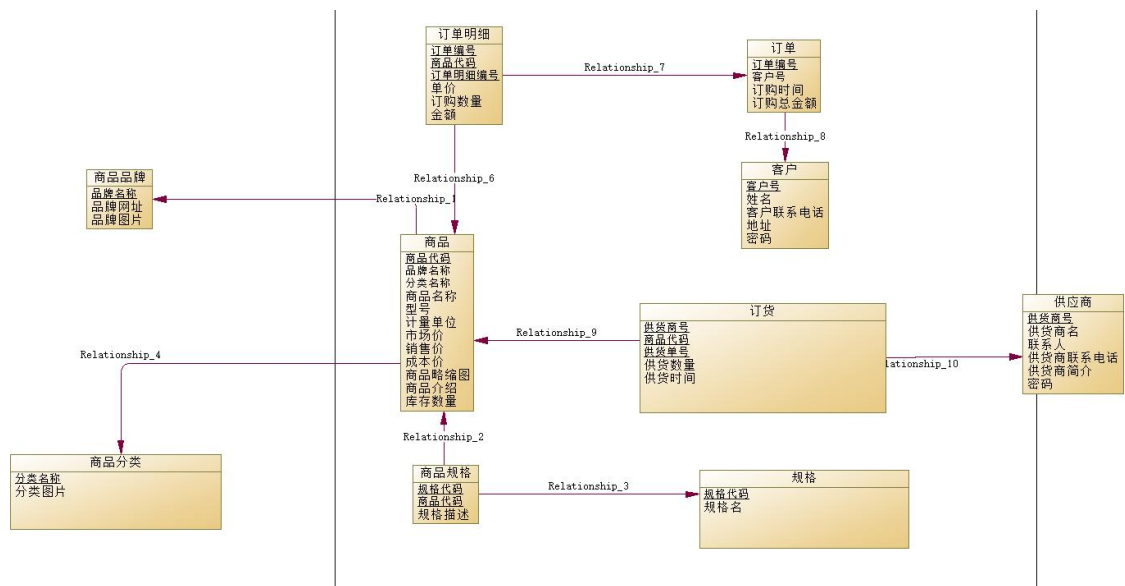 订单明细
订单编号
商品代码
订单明细编号
单价
订购数量
金额
Relationship_7
订单
订单编号
客户号
订购时间
订购总金额
Relationship_8
客户
客户号
姓名
客户联系电话
地址
密码
Relationship_6
商品品牌
品牌名称
品牌网址
品牌图片
Relationship_1
商品
商品代码
品牌名称
分类名称
商品名称
型号
计量单位
市场价
销售价
成本价
商品略缩图
商品介绍
库存数量
Relationship_9
订货
供货商号
商品代码
供货单号
供货数量
供货时间
lationship_10
供应商
供货商号
供货商名
联系人
供货商联系电话
供货商简介
密码
Relationship_4
商品分类
分类名称
分类图片
Relationship_2
商品规格
规格代码
商品代码
规格描述
Relationship_3
规格
规格代码
规格名